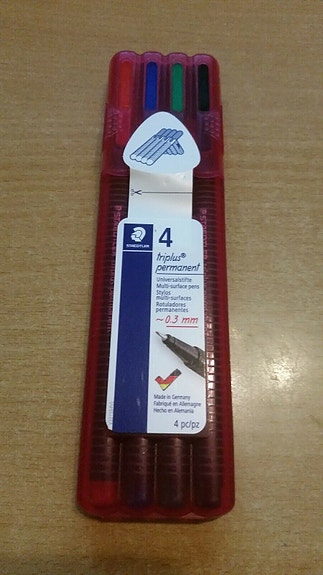 STAEDTLER
4
triplus®
permanent
Universalstifte
Multi-surface pens
Stylos
multi-surfaces
Rotuladores
permanentes
~0.3 mm
Made in Germany
Fabriqué en Allemagne
Hecho en Alemania
4 pc/pz